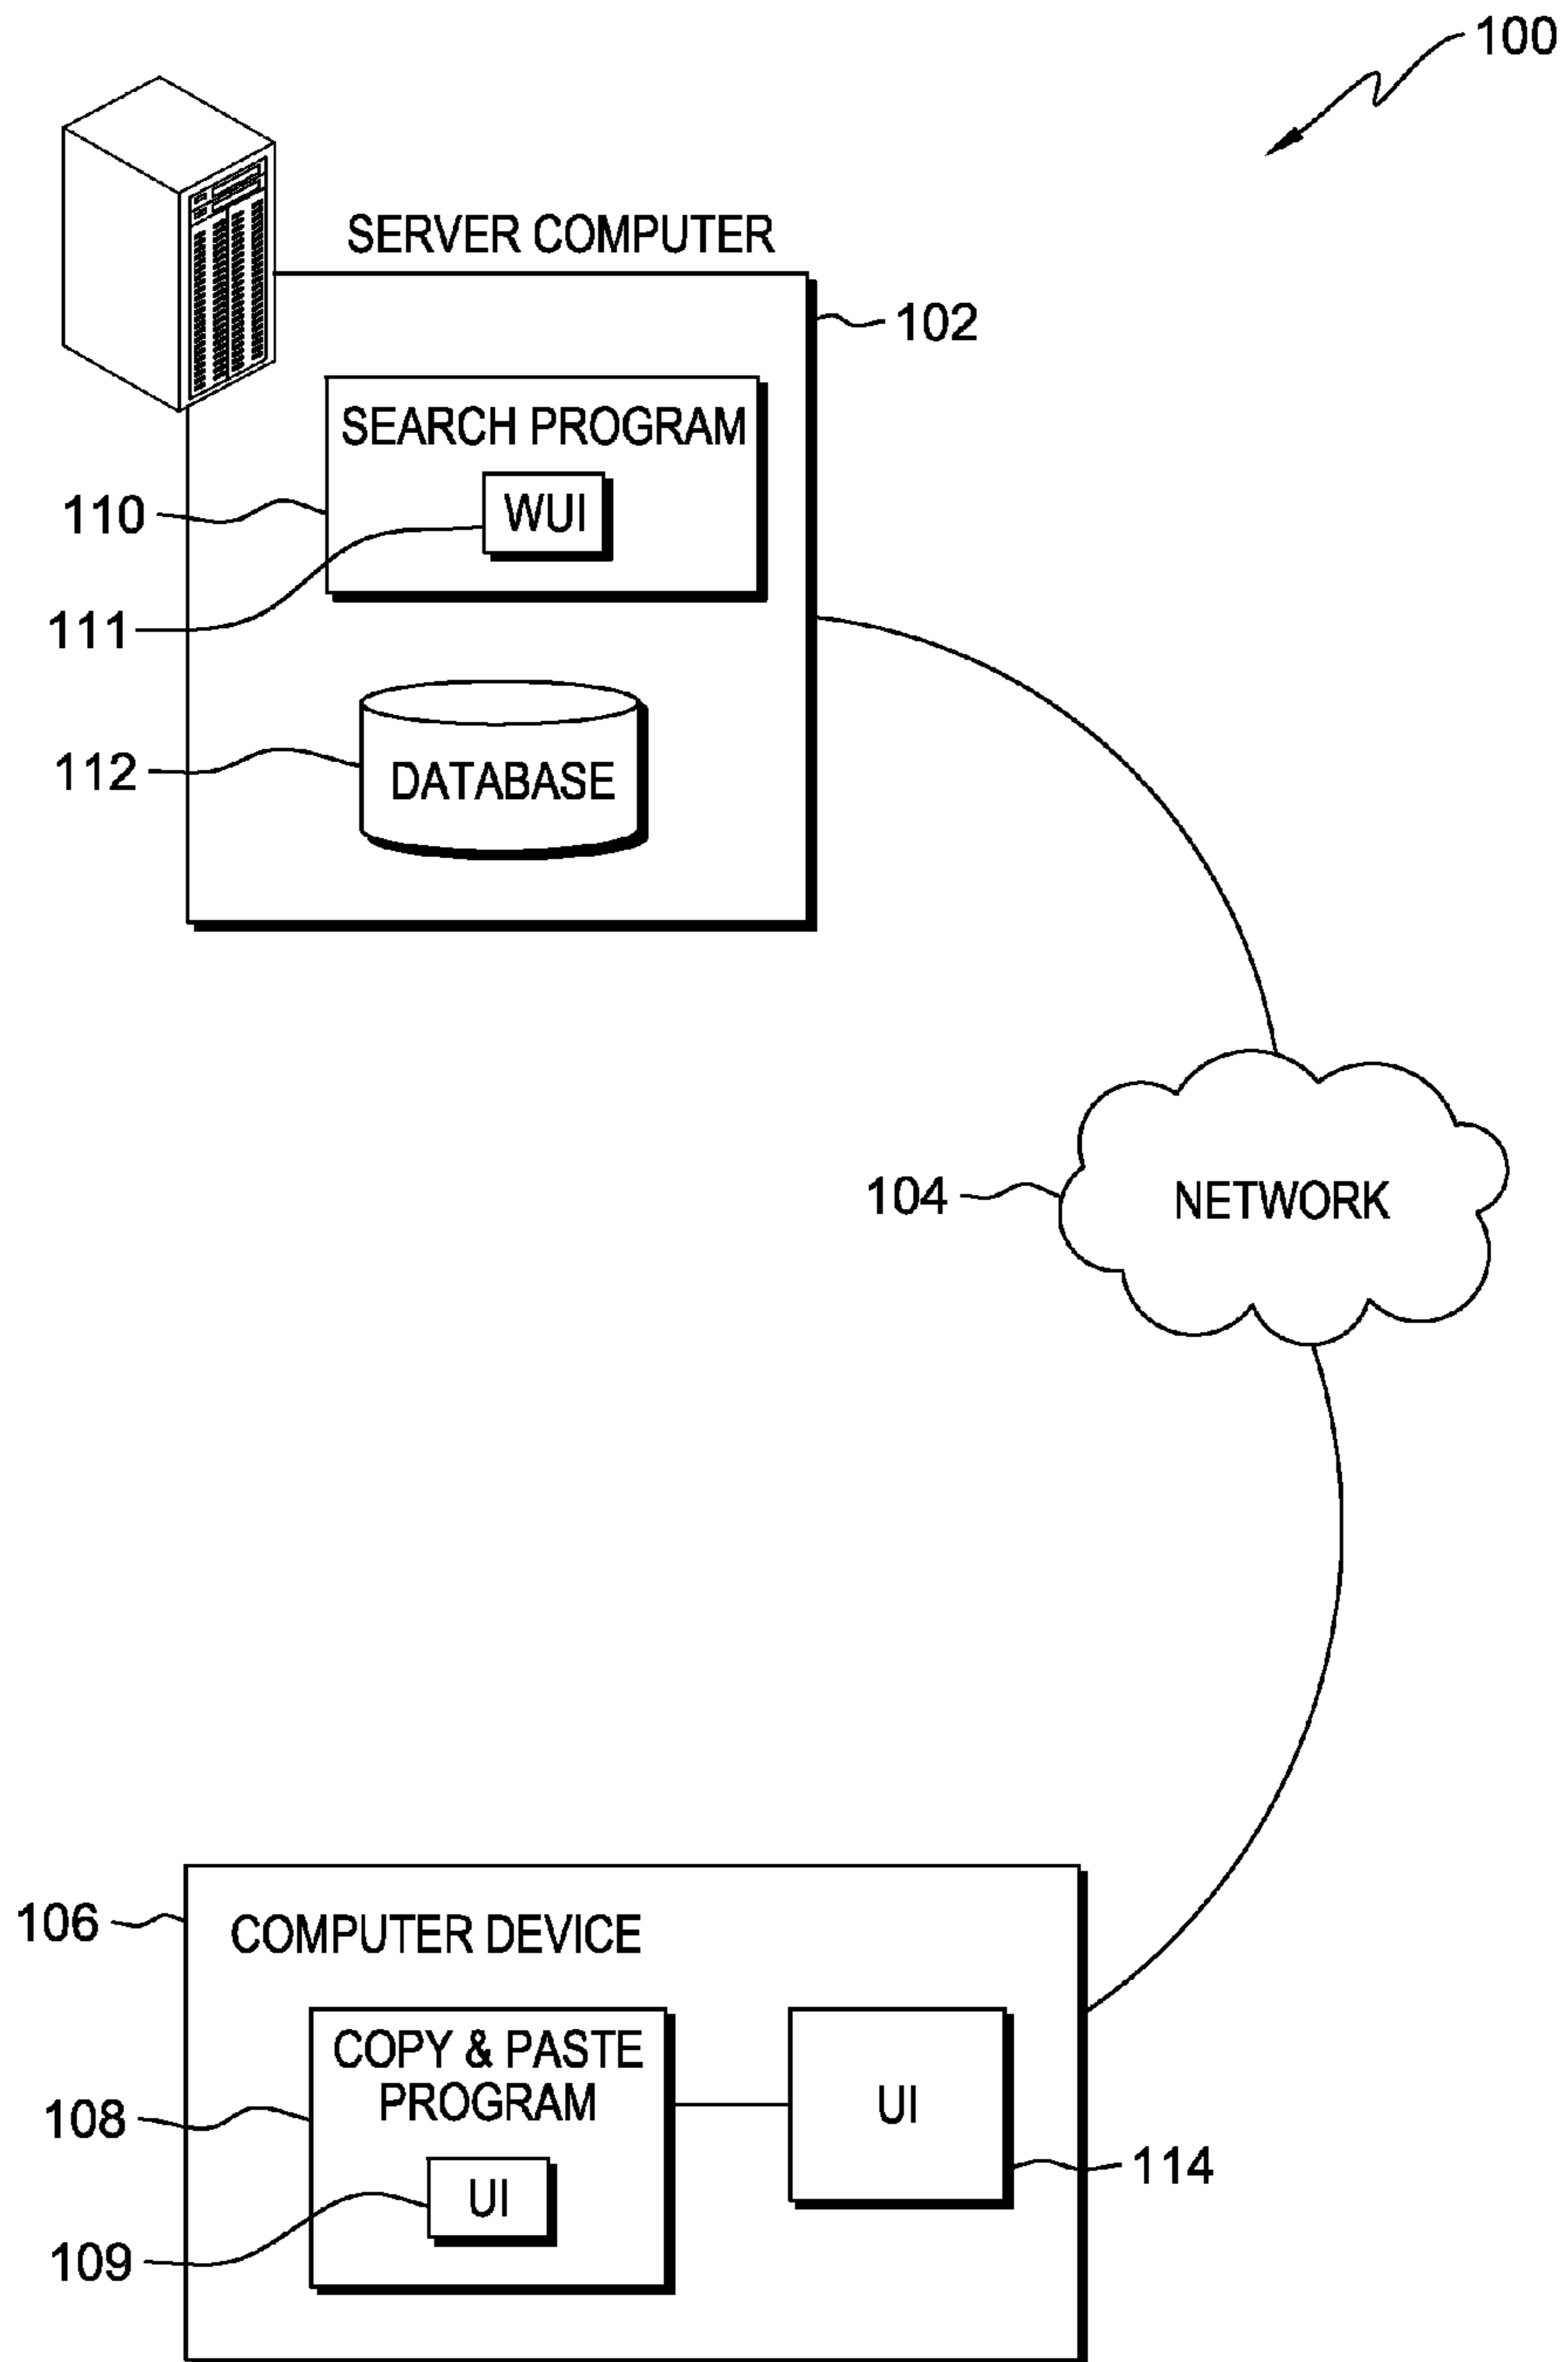 100
SERVER COMPUTER
102
SEARCH PROGRAM
110
WUI
111
112
DATABASE
104
NETWORK
106
COMPUTER DEVICE
COPY & PASTE
PROGRAM
108
UI
114
UI
109